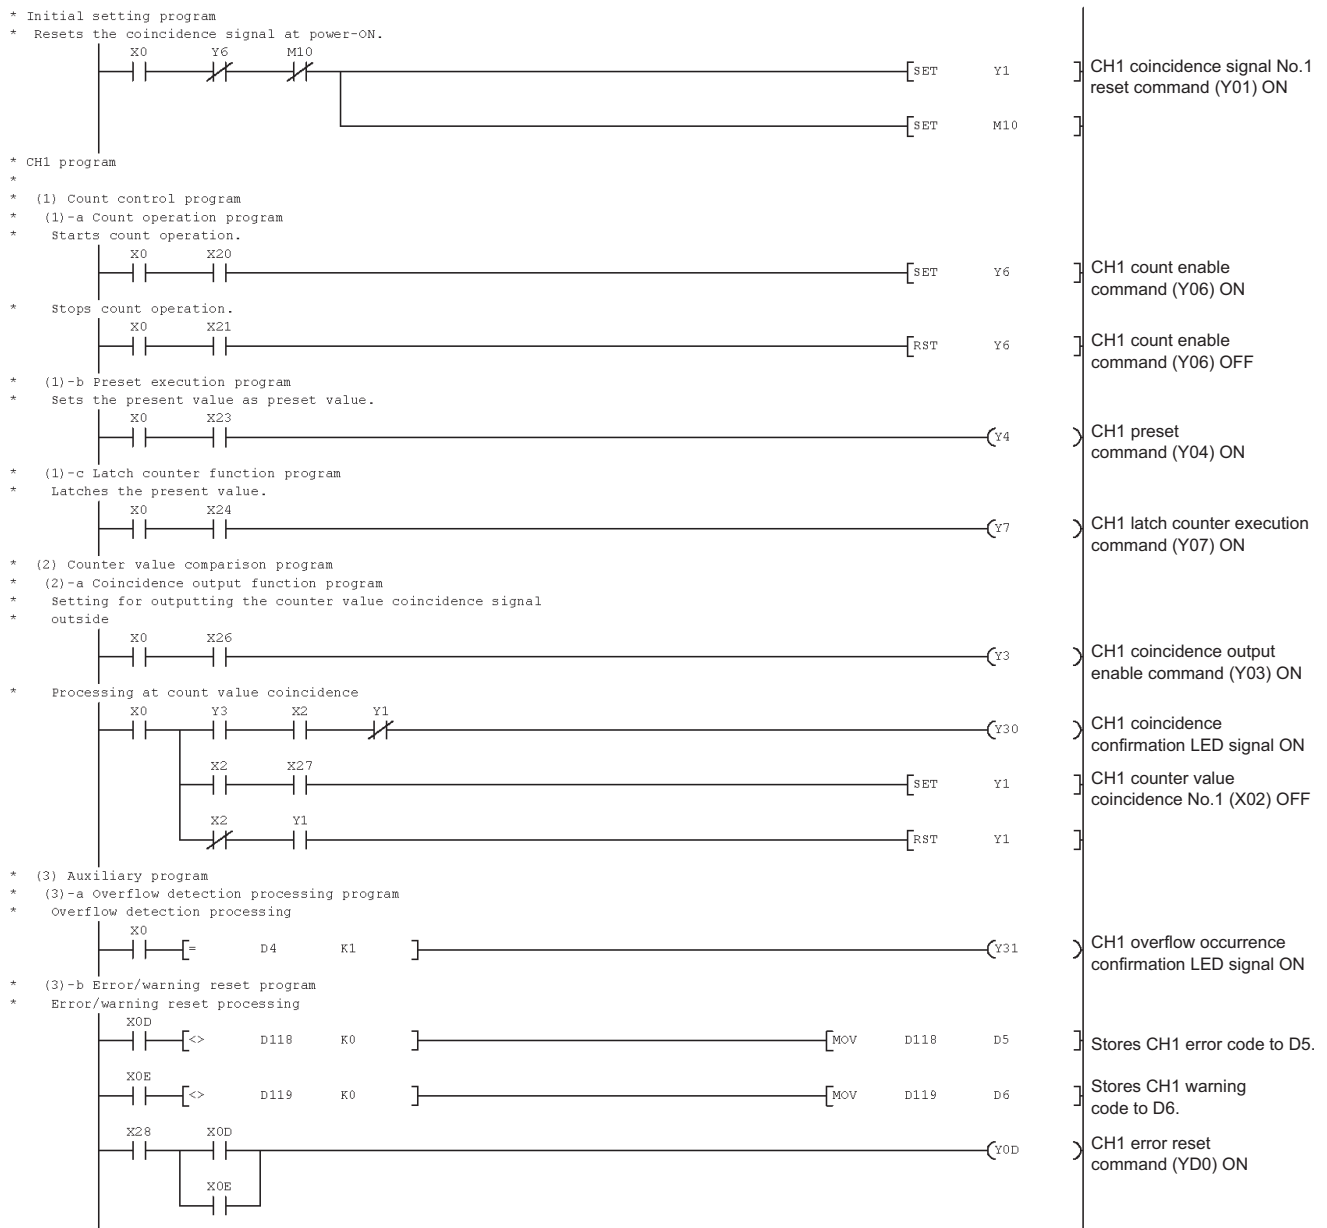 * Initial setting program
* Resets the coincidence signal at power-ON.
X0 Y6 M10
SET Y1 CH1 coincidence signal No.1
reset command (Y01) ON
SET M10
* CH1 program
*
* (1) Count control program
* (1)-a Count operation program
* Starts count operation.
X0 X20
SET Y6 CH1 count enable
command (Y06) ON
* Stops count operation.
X0 X21
RST Y6 CH1 count enable
command (Y06) OFF
* (1)-b Preset execution program
* Sets the present value as preset value.
X0 X23
Y4 CH1 preset
command (Y04) ON
* (1)-c Latch counter function program
* Latches the present value.
X0 X24
Y7 CH1 latch counter execution
command (Y07) ON
* (2) Counter value comparison program
* (2)-a Coincidence output function program
* Setting for outputting the counter value coincidence signal
* outside
X0 X26
Y3 CH1 coincidence output
enable command (Y03) ON
* Processing at count value coincidence
X0 Y3 X2 Y1
Y30 CH1 coincidence
confirmation LED signal ON
X2 X27
SET Y1 CH1 counter value
coincidence No.1 (X02) OFF
X2 Y1
RST Y1
* (3) Auxiliary program
* (3)-a Overflow detection processing program
* Overflow detection processing
X0
= D4 K1 Y31 CH1 overflow occurrence
confirmation LED signal ON
* (3)-b Error/warning reset program
* Error/warning reset processing
X0D
<> D118 K0 MOV D118 D5 Stores CH1 error code to D5.
X0E
<> D119 K0 MOV D119 D6 Stores CH1 warning
code to D6.
X28 X0D
Y0D CH1 error reset
command (YD0) ON
X0E